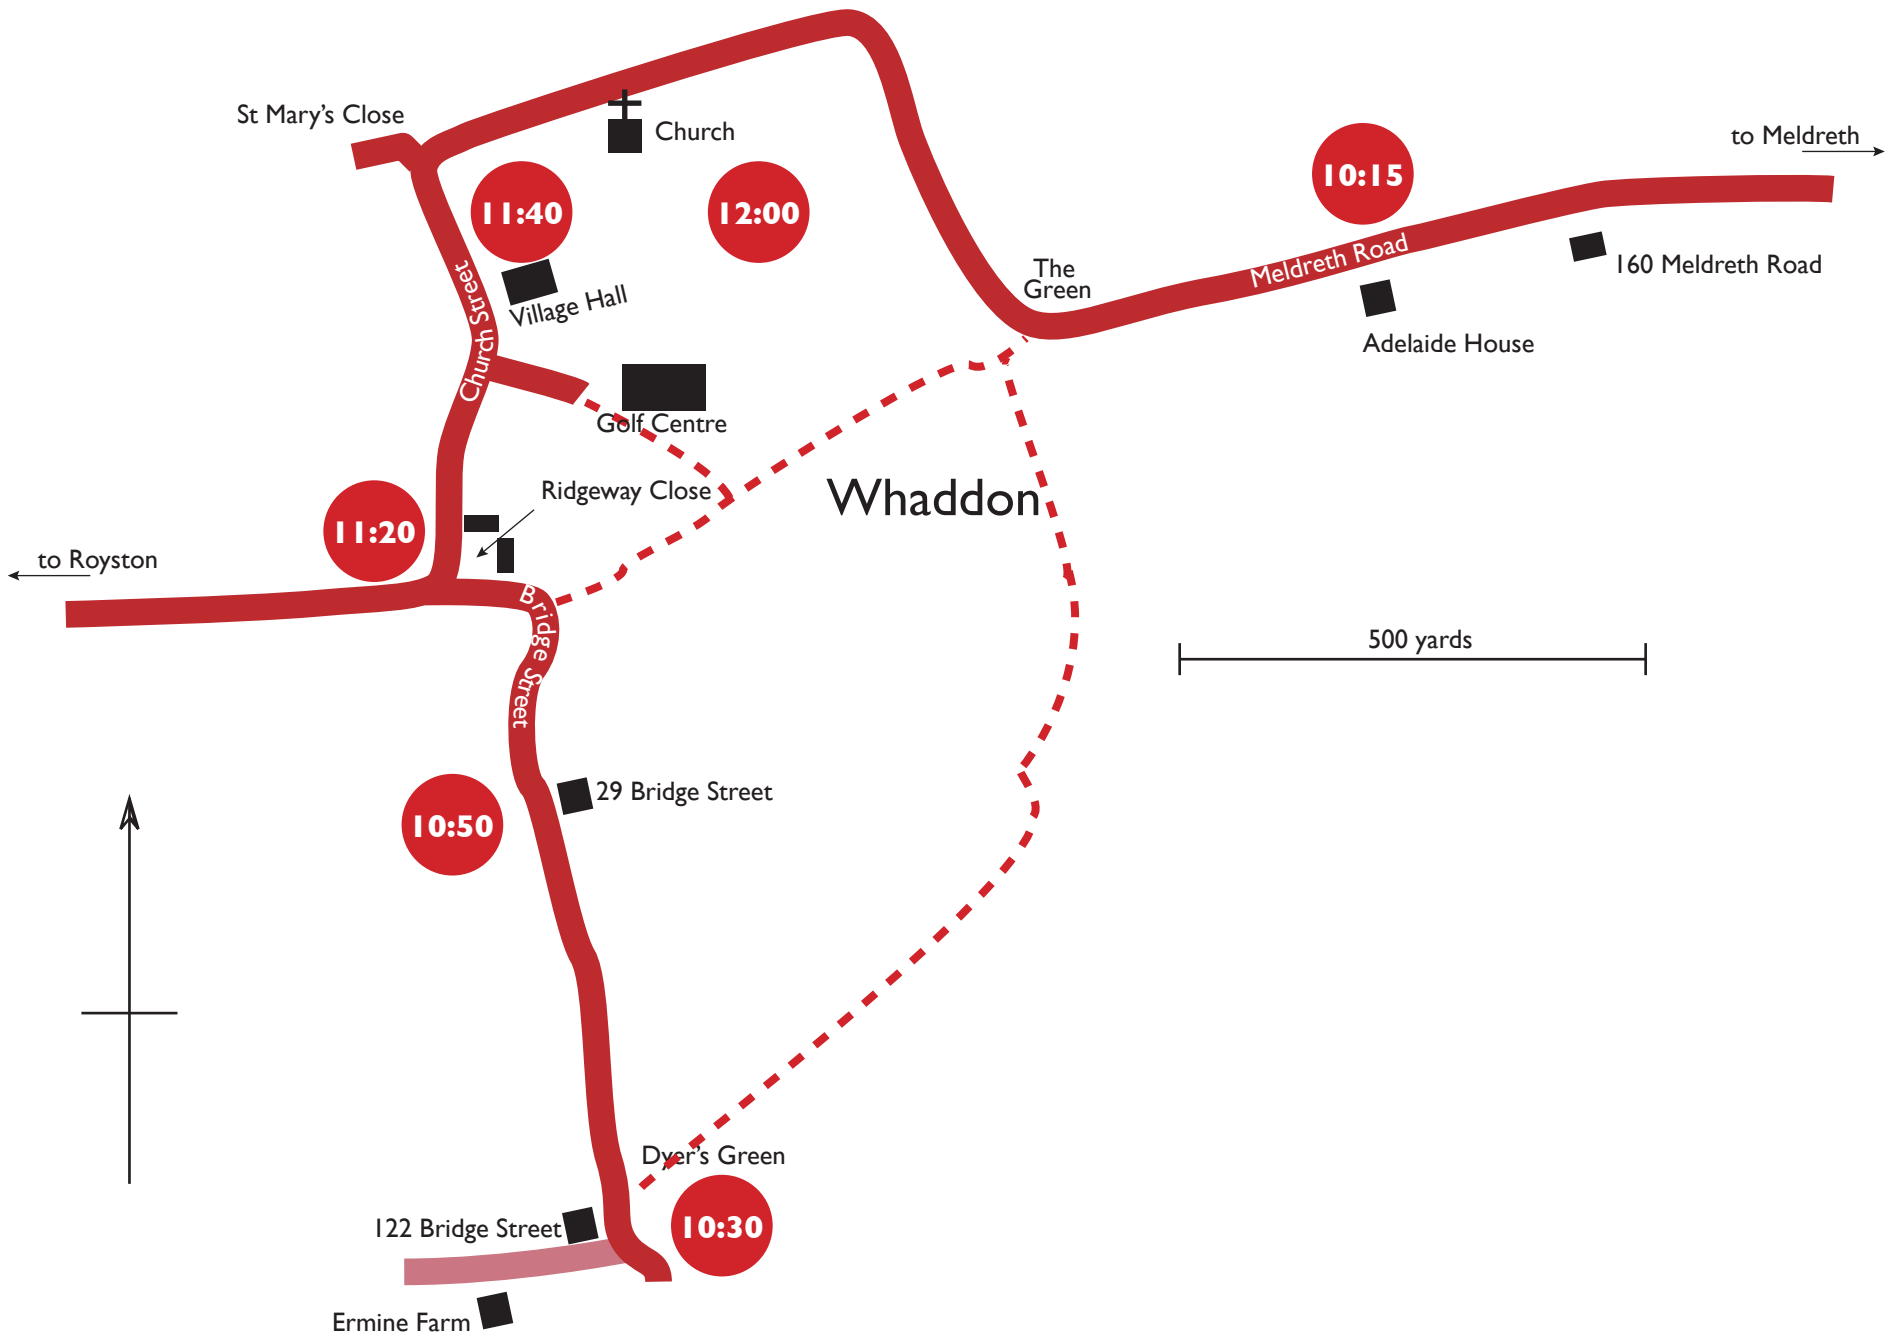 St Mary's Close
Church
to Meldreth
10:15
11:40
12:00
Meldreth Road
160 Meldreth Road
The
Green
Church Street
Village Hall
Adelaide House
Golf Centre
Ridgeway Close
Whaddon
11:20
to Royston
Bridge Street
500 yards
29 Bridge Street
10:50
Dyer's Green
122 Bridge Street
10:30
Ermine Farm